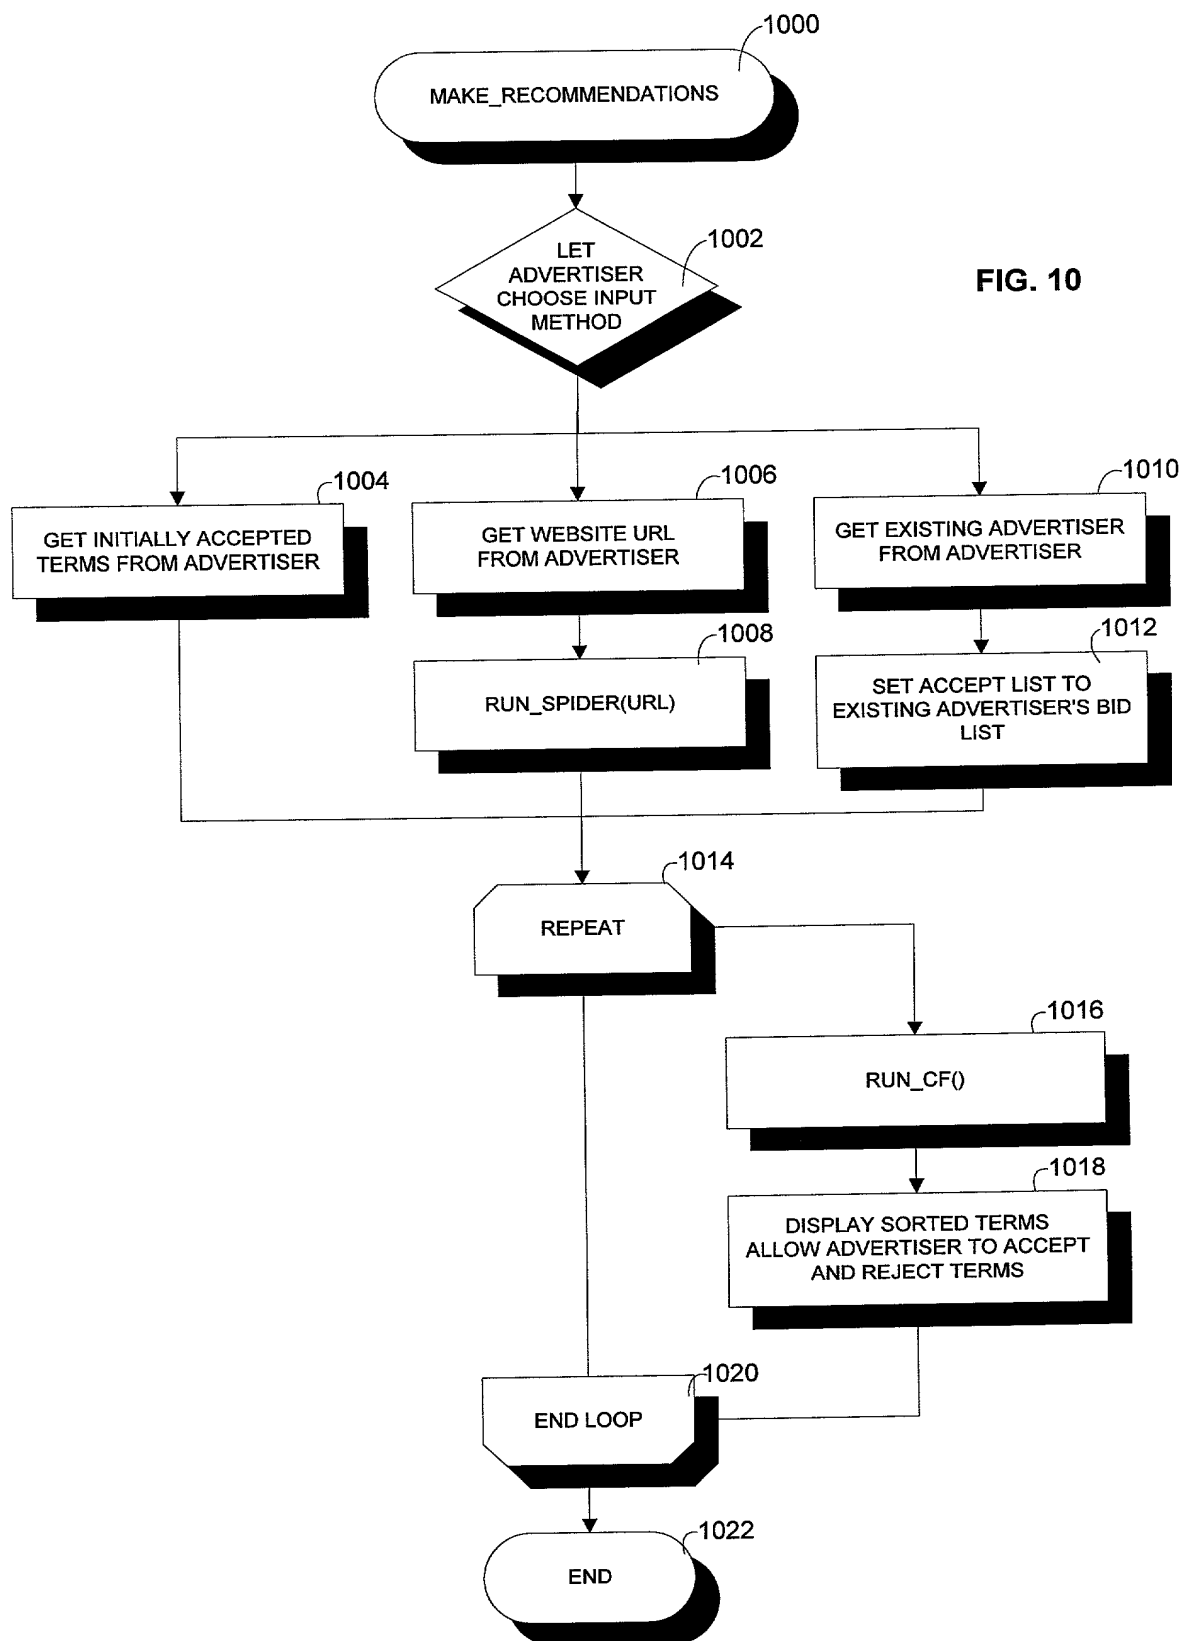 1000
MAKE_RECOMMENDATIONS
1002
LET
ADVERTISER
CHOOSE INPUT
METHOD
FIG. 10
1004
GET INITIALLY ACCEPTED
TERMS FROM ADVERTISER
1006
GET WEBSITE URL
FROM ADVERTISER
1010
GET EXISTING ADVERTISER
FROM ADVERTISER
1008
RUN_SPIDER(URL)
1012
SET ACCEPT LIST TO
EXISTING ADVERTISER'S BID
LIST
1014
REPEAT
1016
RUN_CF()
1018
DISPLAY SORTED TERMS
ALLOW ADVERTISER TO ACCEPT
AND REJECT TERMS
1020
END LOOP
1022
END